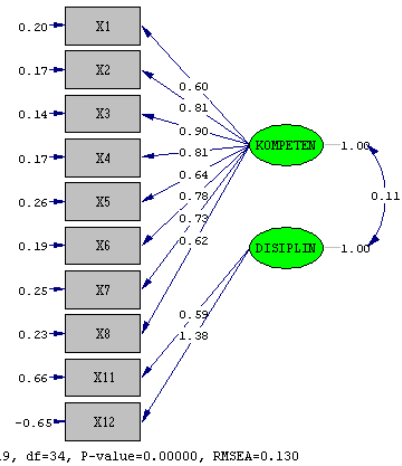 0.20 X1
0.17 X2
0.14 X3
0.17 X4
0.26 X5
0.19 X6
0.25 X7
0.23 X8
0.66 X11
-0.65 X12
0.60
0.81
0.90
0.81
0.64
0.78
0.73
0.62
0.59
1.38
KOMPETEN 1.00
0.11
DISIPLIN 1.00
9, df=34, P-value=0.00000, RMSEA=0.130